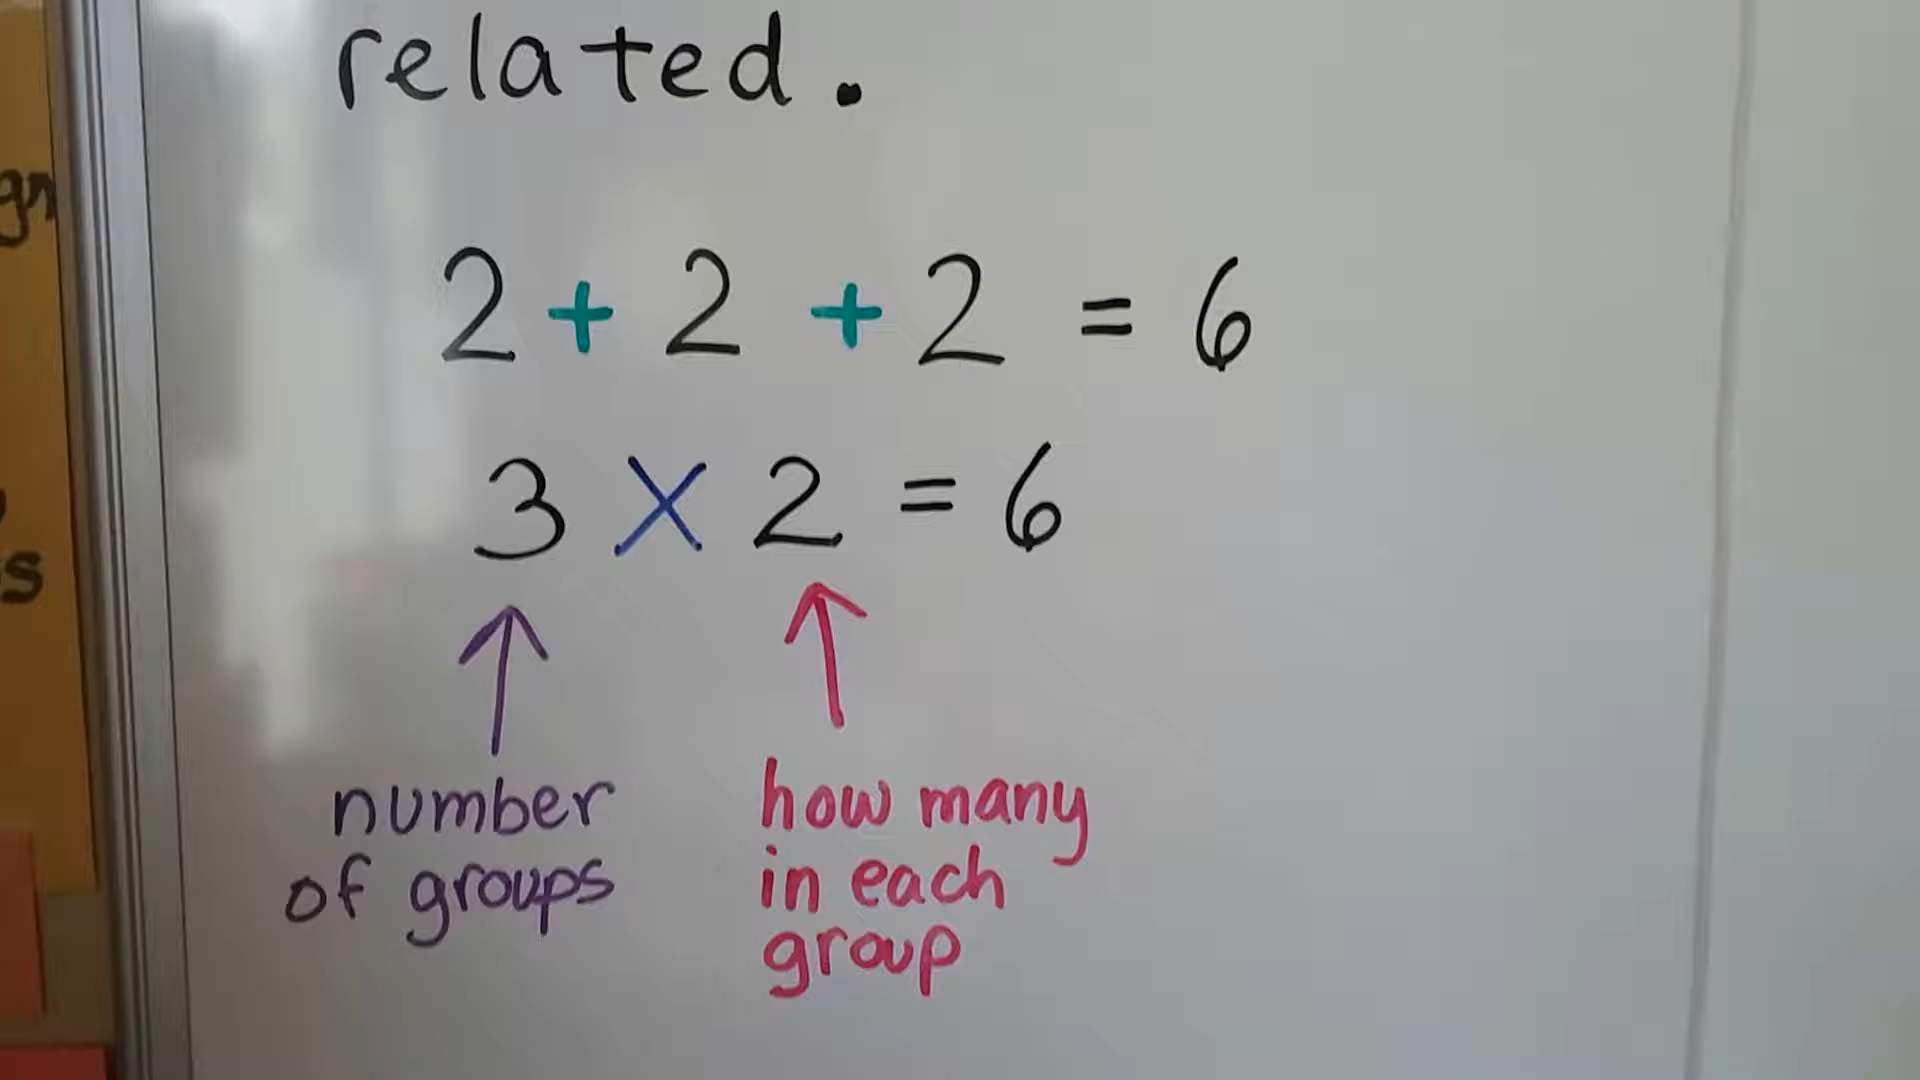 related.
2 + 2 + 2 = 6
3 X 2 = 6
number
of groups
how many
in each
group